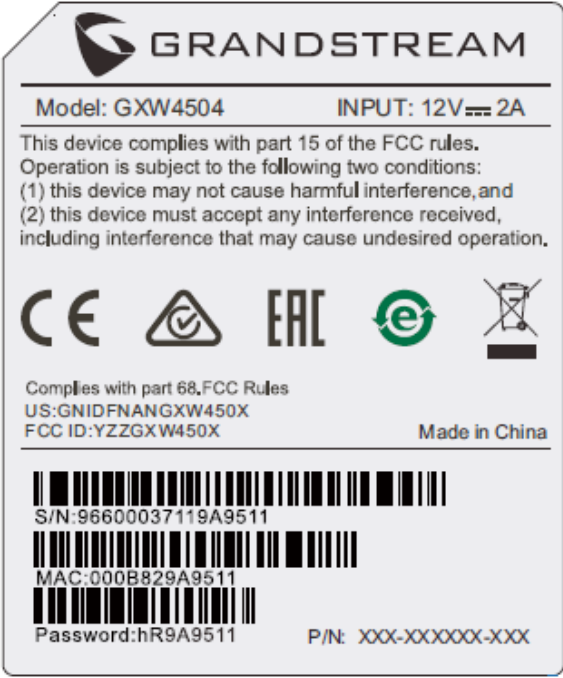 GRANDSTREAM
Model: GXW4504 INPUT: 12V⎓2A
This device complies with part 15 of the FCC rules.
Operation is subject to the following two conditions:
(1) this device may not cause harmful interference,and
(2) this device must accept any interference received,
including interference that may cause undesired operation.
CE EAC e
Complies with part 68.FCC Rules
US:GNIDFNANGXW450X
FCC ID:YZZGXW450X Made in China
S/N:96600037119A9511
MAC:000B829A9511
Password:hR9A9511 P/N: XXX-XXXXXX-XXX